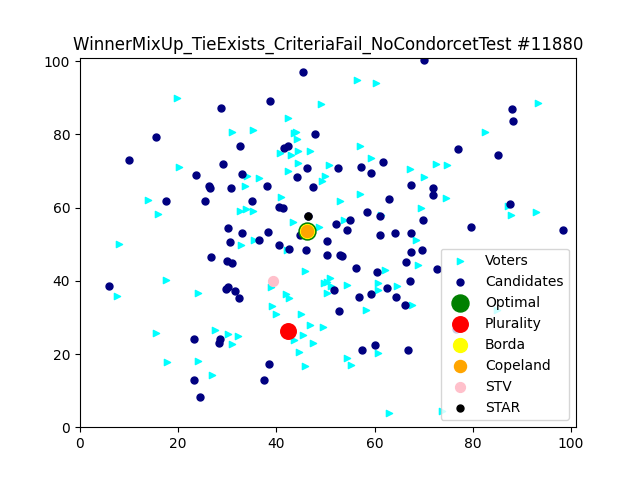 WinnerMixUp_TieExists_CriteriaFail_NoCondorcetTest #11880
100
80
60
40
20
0
0 20 40 60 80 100
Voters
Candidates
Optimal
Plurality
Borda
Copeland
STV
STAR